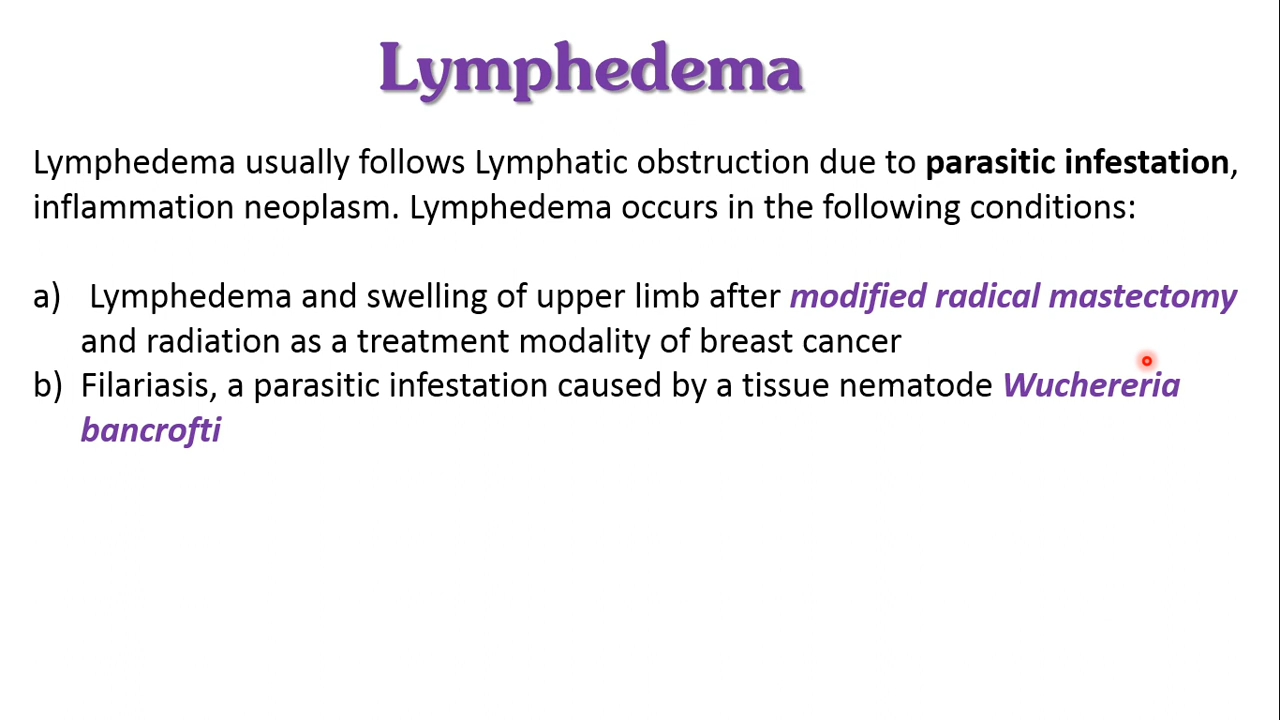 Lymphedema
Lymphedema usually follows Lymphatic obstruction due to parasitic infestation,
inflammation neoplasm. Lymphedema occurs in the following conditions:
a) Lymphedema and swelling of upper limb after modified radical mastectomy
and radiation as a treatment modality of breast cancer
b) Filariasis, a parasitic infestation caused by a tissue nematode Wuchereria
bancrofti